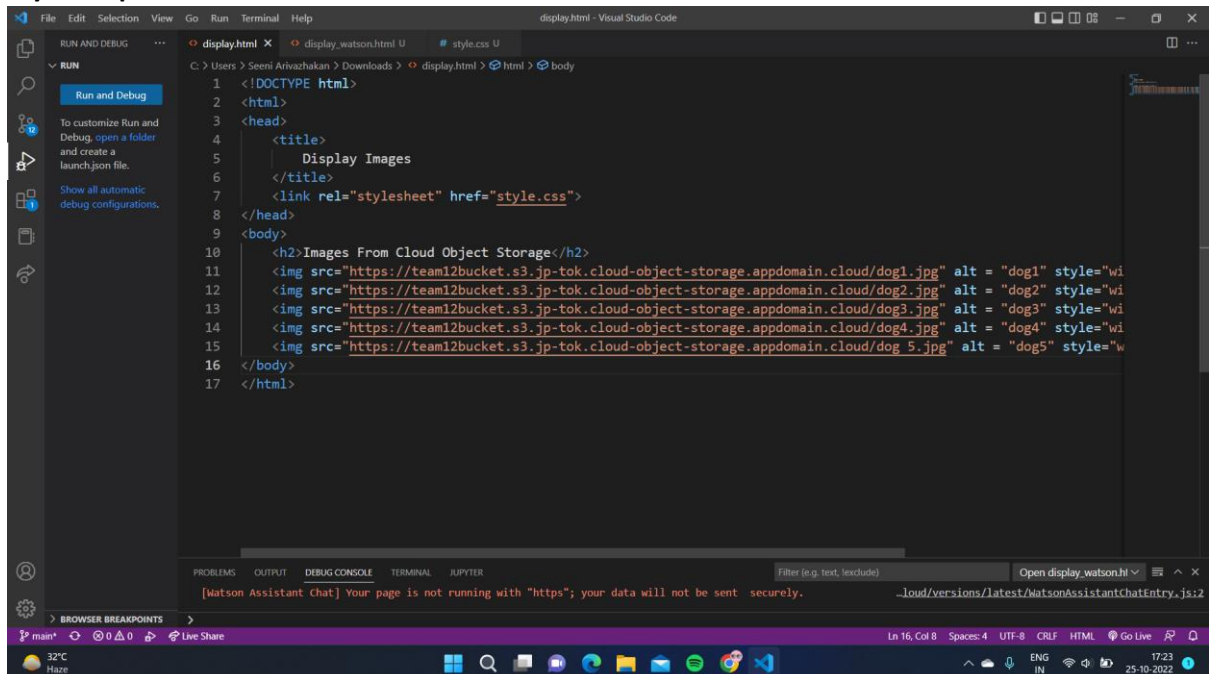 File Edit Selection View Go Run Terminal Help display.html - Visual Studio Code
RUN AND DEBUG ...
display.html X display_watson.html U # style.css U
RUN
C: > Users > Seeni Arivazhakan > Downloads > display.html > html > body
Run and Debug
To customize Run and
Debug, open a folder
and create a
launch.json file.
Show all automatic
debug configurations.
12
1
1 <!DOCTYPE html>
2 <html>
3 <head>
4 <title>
5 Display Images
6 </title>
7 <link rel="stylesheet" href="style.css">
8 </head>
9 <body>
10 <h2>Images From Cloud Object Storage</h2>
11 <img src="https://team12bucket.s3.jp-tok.cloud-object-storage.appdomain.cloud/dog1.jpg" alt = "dog1" style="wi
12 <img src="https://team12bucket.s3.jp-tok.cloud-object-storage.appdomain.cloud/dog2.jpg" alt = "dog2" style="wi
13 <img src="https://team12bucket.s3.jp-tok.cloud-object-storage.appdomain.cloud/dog3.jpg" alt = "dog3" style="wi
14 <img src="https://team12bucket.s3.jp-tok.cloud-object-storage.appdomain.cloud/dog4.jpg" alt = "dog4" style="wi
15 <img src="https://team12bucket.s3.jp-tok.cloud-object-storage.appdomain.cloud/dog 5.jpg" alt = "dog5" style="w
16 </body>
17 </html>
PROBLEMS OUTPUT DEBUG CONSOLE TERMINAL JUPYTER Filter (e.g. text, !exclude) Open display_watson.ht
[Watson Assistant Chat] Your page is not running with "https"; your data will not be sent securely. …loud/versions/latest/WatsonAssistantChatEntry.js:2
BROWSER BREAKPOINTS
main* 0 0 Live Share Ln 16, Col 8 Spaces: 4 UTF-8 CRLF HTML Go Live
32°C
Haze
ENG
IN
17:23
25-10-2022
1